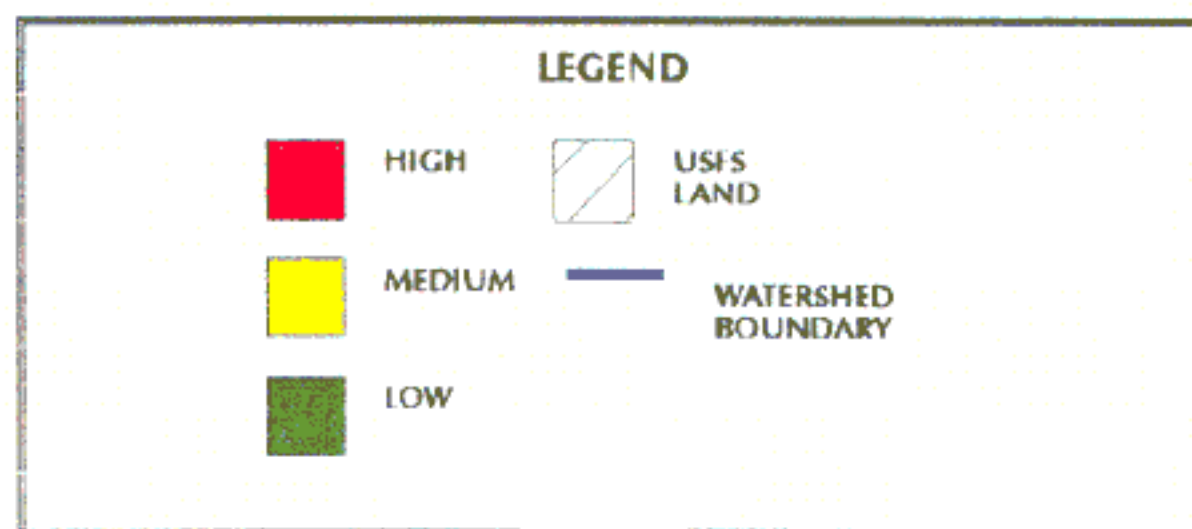 LEGEND
HIGH
USFS
LAND
MEDIUM
WATERSHED
BOUNDARY
LOW